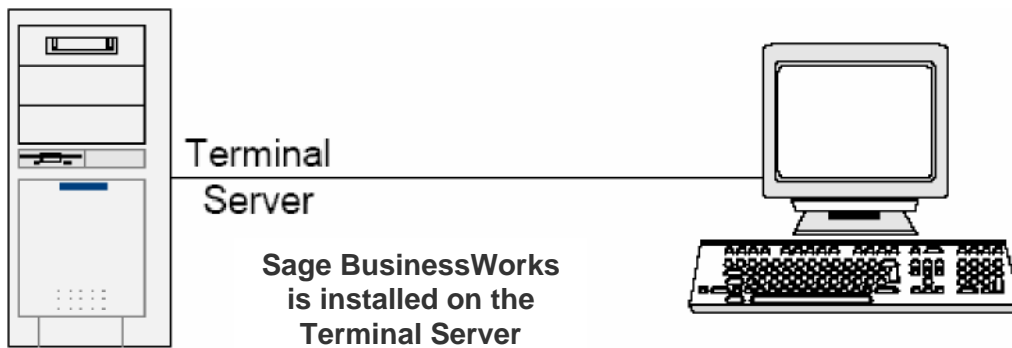 Terminal
Server
Sage BusinessWorks
is installed on the
Terminal Server